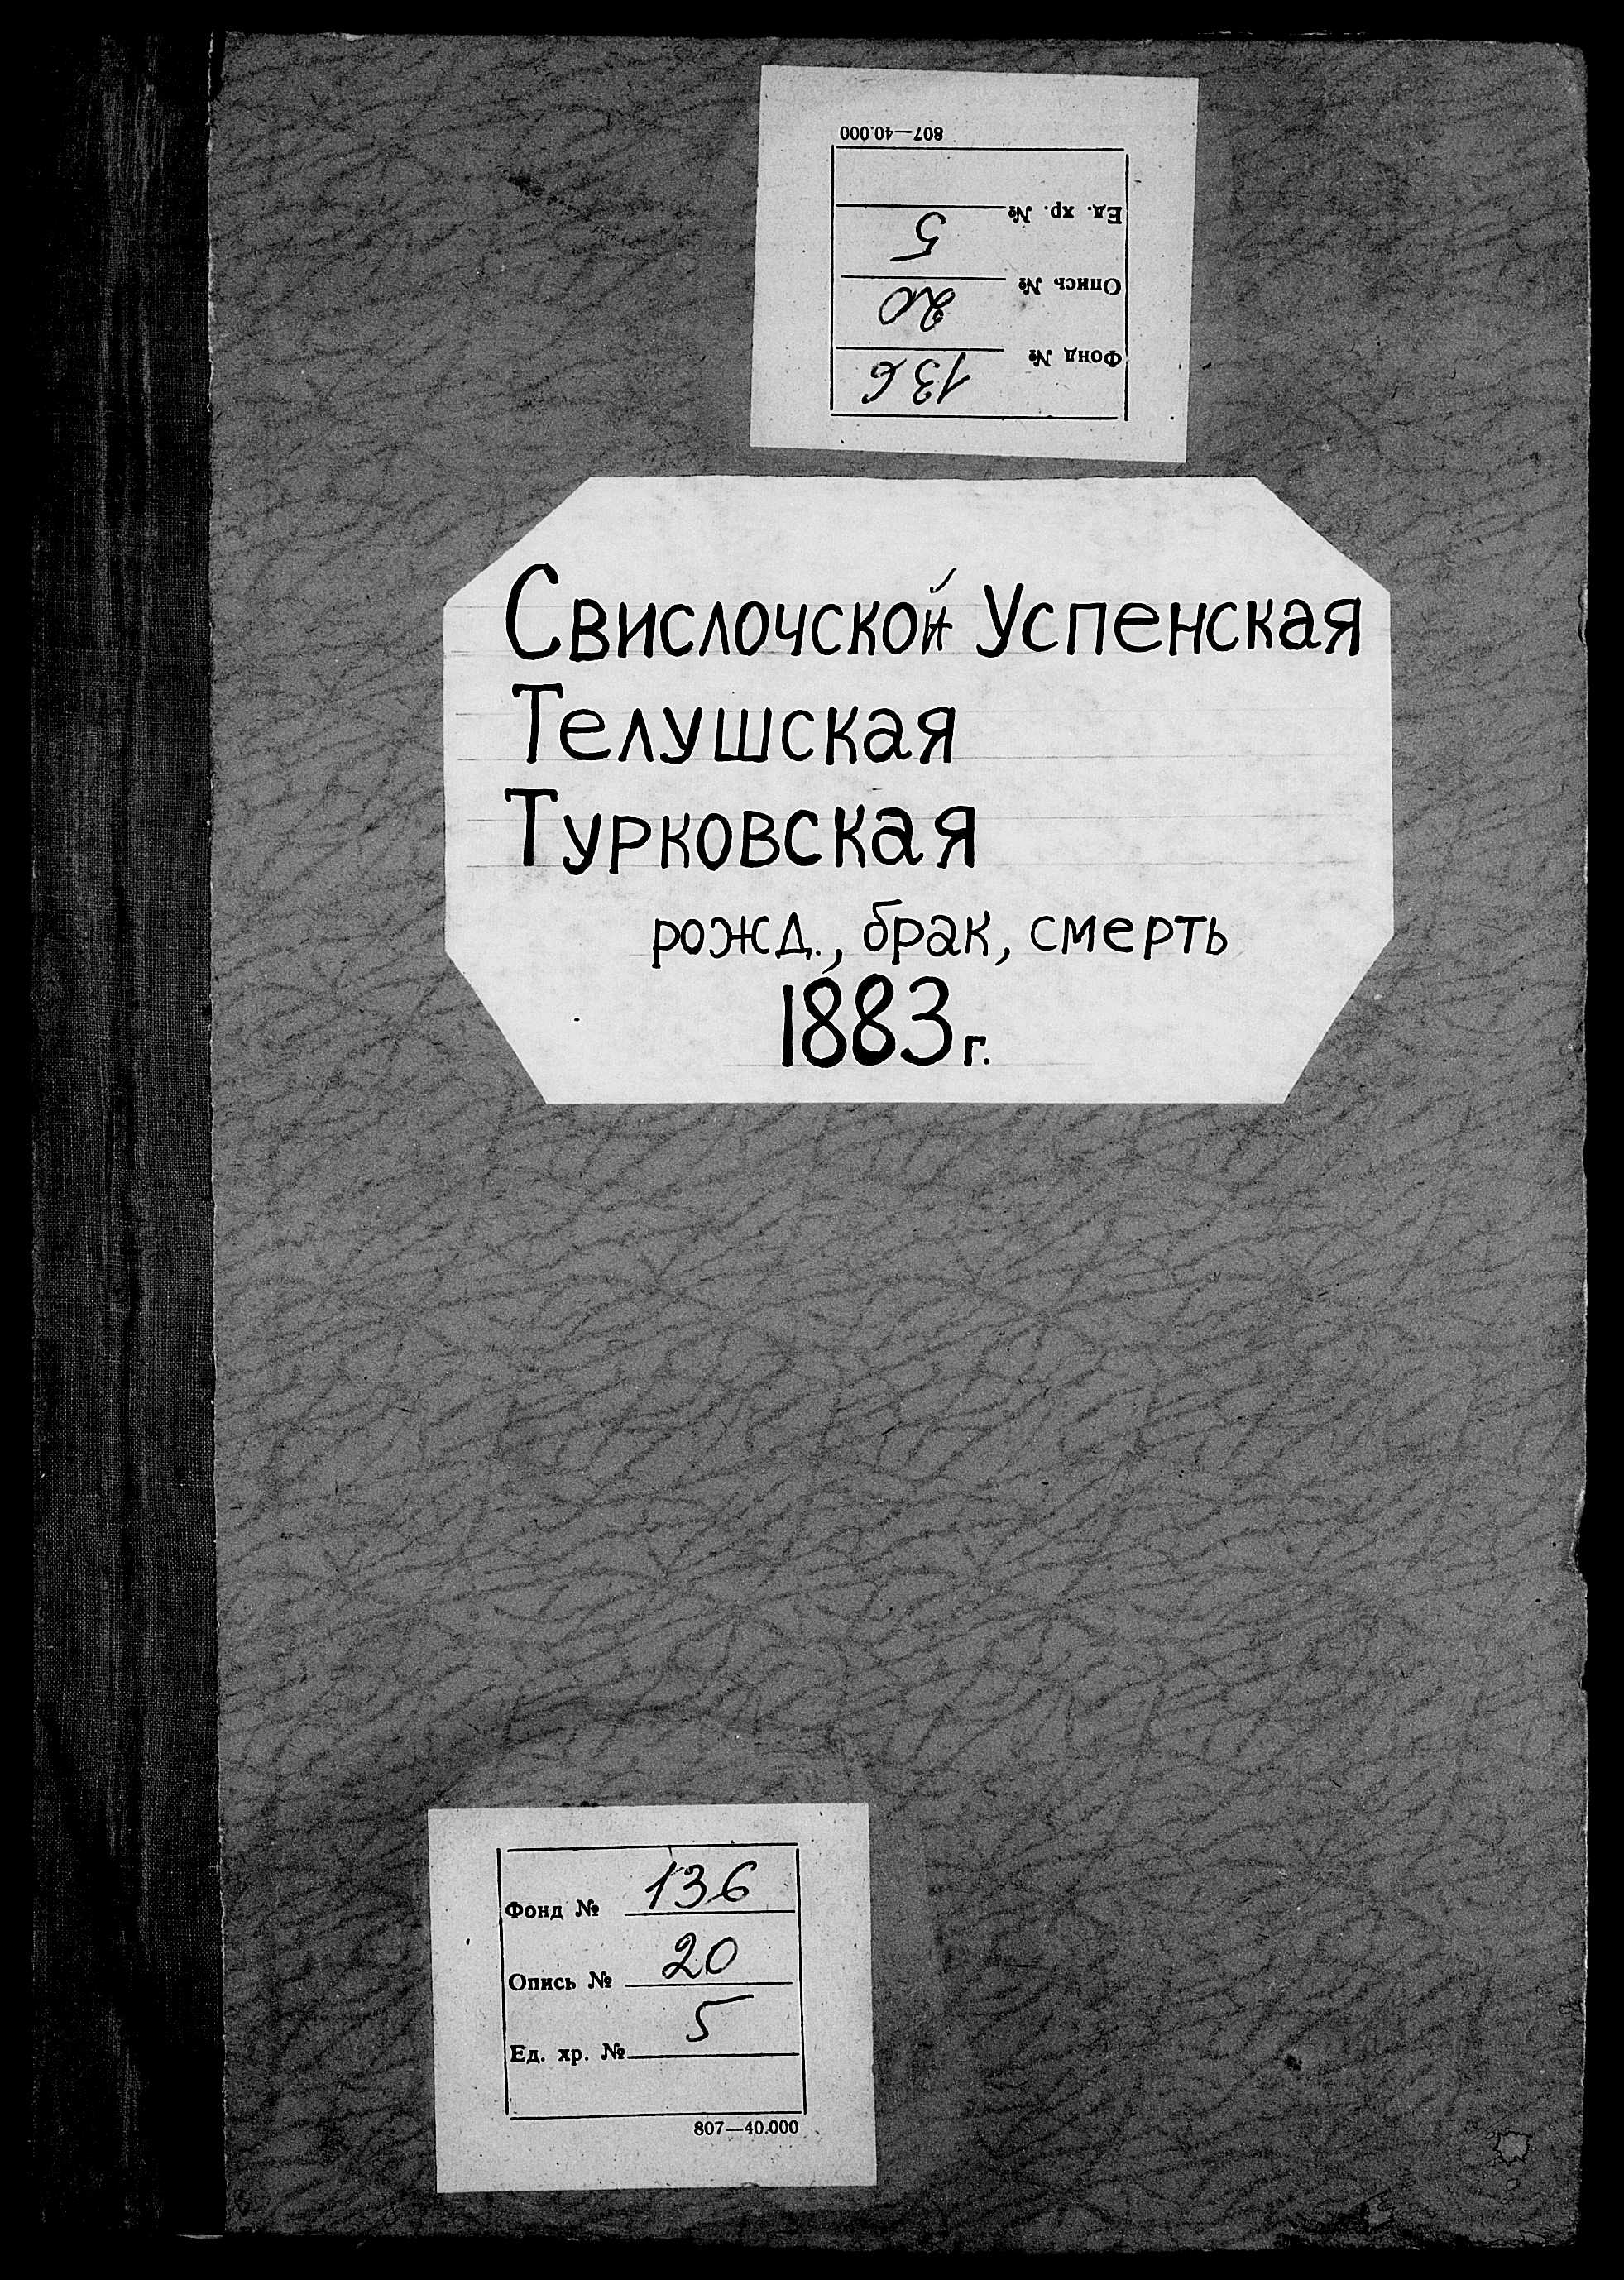 807—40.000
Ед. хр. №
5
Опись №
20
Фонд №
136
Свислочской Успенская
Телушская
Турковская
рожд., брак, смерть
1883 г.
Фонд № 136
Опись № 20
Ед. хр. № 5
807—40.000